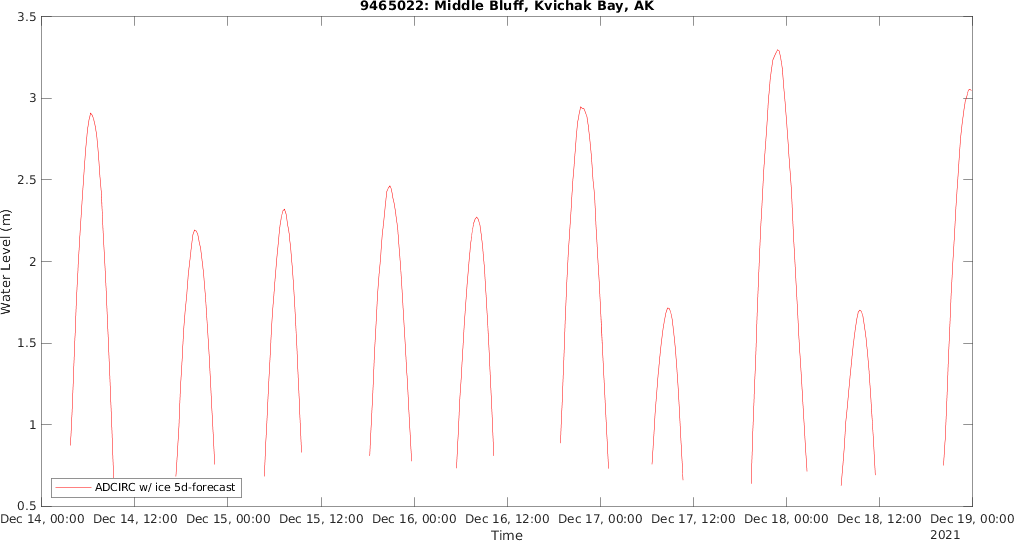 9465022: Middle Bluff, Kvichak Bay, AK
3.5
3
2.5
2
1.5
1
0.5
Water Level (m)
ADCIRC w/ ice 5d-forecast
Dec 14, 00:00 Dec 14, 12:00 Dec 15, 00:00 Dec 15, 12:00 Dec 16, 00:00 Dec 16, 12:00 Dec 17, 00:00 Dec 17, 12:00 Dec 18, 00:00 Dec 18, 12:00 Dec 19, 00:00
Time
2021